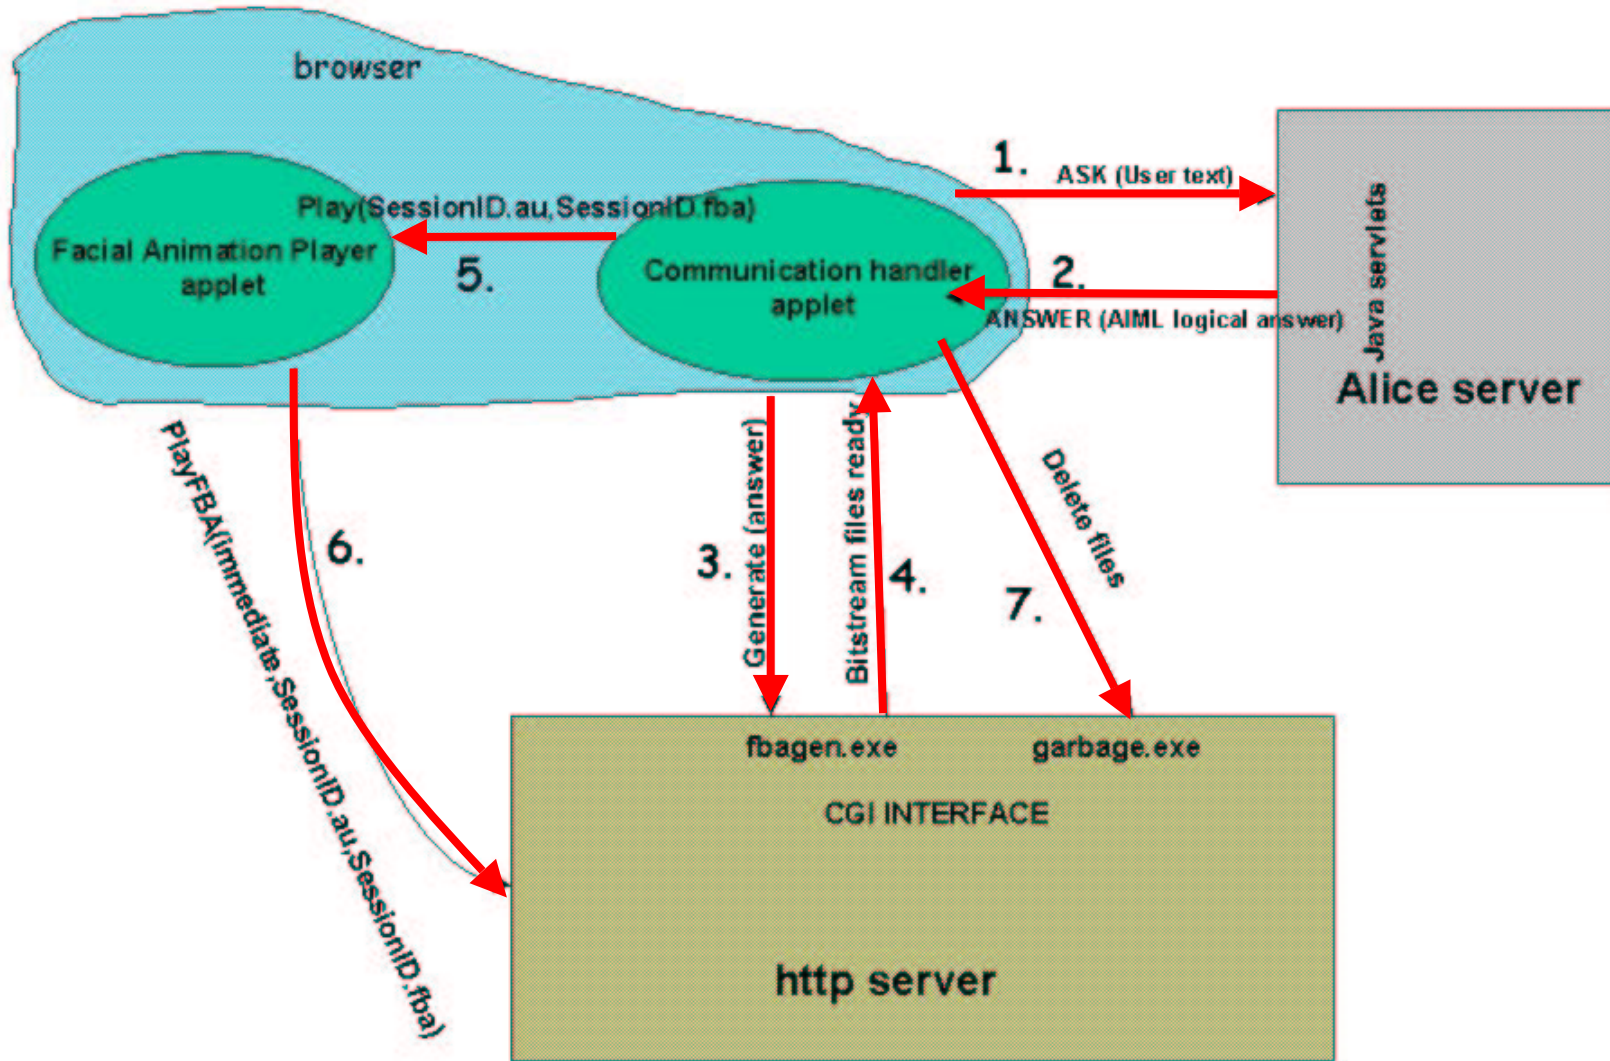 browser
1.
ASK (User text)
Play(SessionID.au,SessionID.fba)
Facial Animation Player
applet
5.
Communication handler
applet
2.
ANSWER (AIML logical answer)
Java servlets
Alice server
PlayFBA(immediate,SessionID.au,SessionID.fba)
6.
3.
Generate (answer)
Bitstream files ready
4.
Delete files
7.
fbagen.exe
garbage.exe
CGI INTERFACE
http server